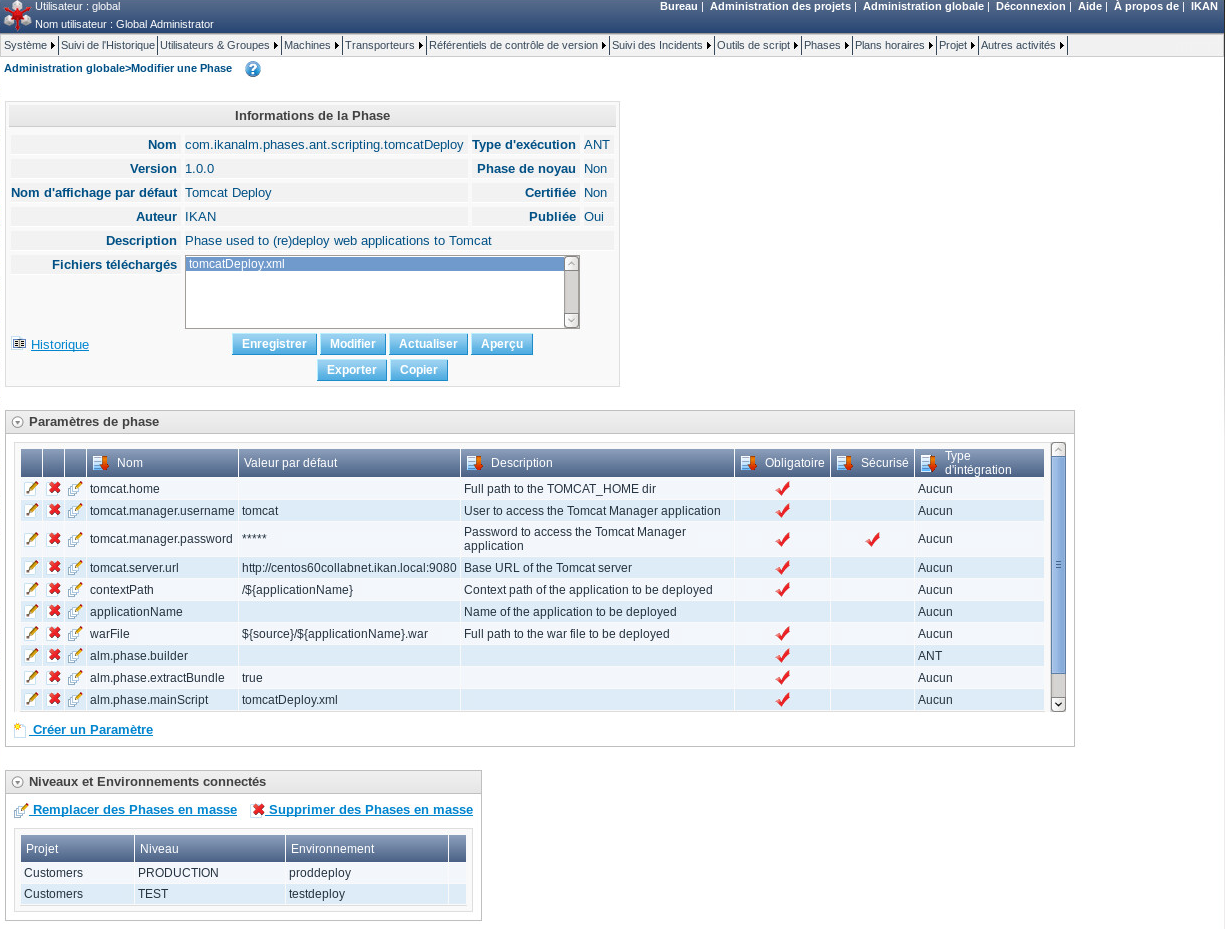 Utilisateur : global
Bureau | Administration des projets | Administration globale | Déconnexion | Aide | À propos de | IKAN
Nom utilisateur : Global Administrator
Système Suivi de l'Historique Utilisateurs & Groupes Machines Transporteurs Référentiels de contrôle de version Suivi des Incidents Outils de script Phases Plans horaires Projet Autres activités
Administration globale>Modifier une Phase ?
Informations de la Phase
Nom com.ikanalm.phases.ant.scripting.tomcatDeploy Type d'exécution ANT
Version 1.0.0 Phase de noyau Non
Nom d'affichage par défaut Tomcat Deploy Certifiée Non
Auteur IKAN Publiée Oui
Description Phase used to (re)deploy web applications to Tomcat
Fichiers téléchargés tomcatDeploy.xml
Historique Enregistrer Modifier Actualiser Aperçu
Exporter Copier
Paramètres de phase
Nom Valeur par défaut Description Obligatoire Sécurisé Type d'intégration
tomcat.home Full path to the TOMCAT_HOME dir Aucun
tomcat.manager.username tomcat User to access the Tomcat Manager application Aucun
tomcat.manager.password ***** Password to access the Tomcat Manager application Aucun
tomcat.server.url http://centos60collabnet.ikan.local:9080 Base URL of the Tomcat server Aucun
contextPath /${applicationName} Context path of the application to be deployed Aucun
applicationName Name of the application to be deployed Aucun
warFile ${source}/${applicationName}.war Full path to the war file to be deployed Aucun
alm.phase.builder ANT
alm.phase.extractBundle true Aucun
alm.phase.mainScript tomcatDeploy.xml Aucun
Créer un Paramètre
Niveaux et Environnements connectés
Remplacer des Phases en masse Supprimer des Phases en masse
Projet Niveau Environnement
Customers PRODUCTION proddeploy
Customers TEST testdeploy